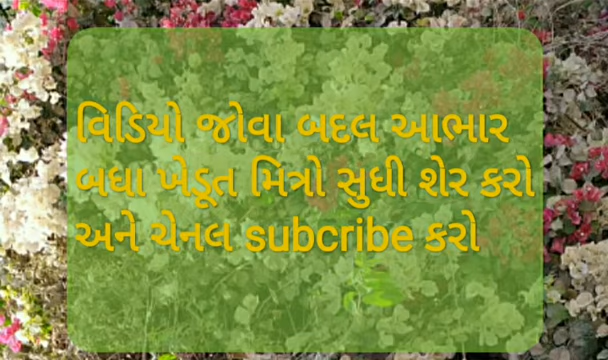 વિડિયો જોવા બદલ આભાર
બધા ખેડૂત મિત્રો સુધી શેર કરો
અને ચેનલ subcribe કરો